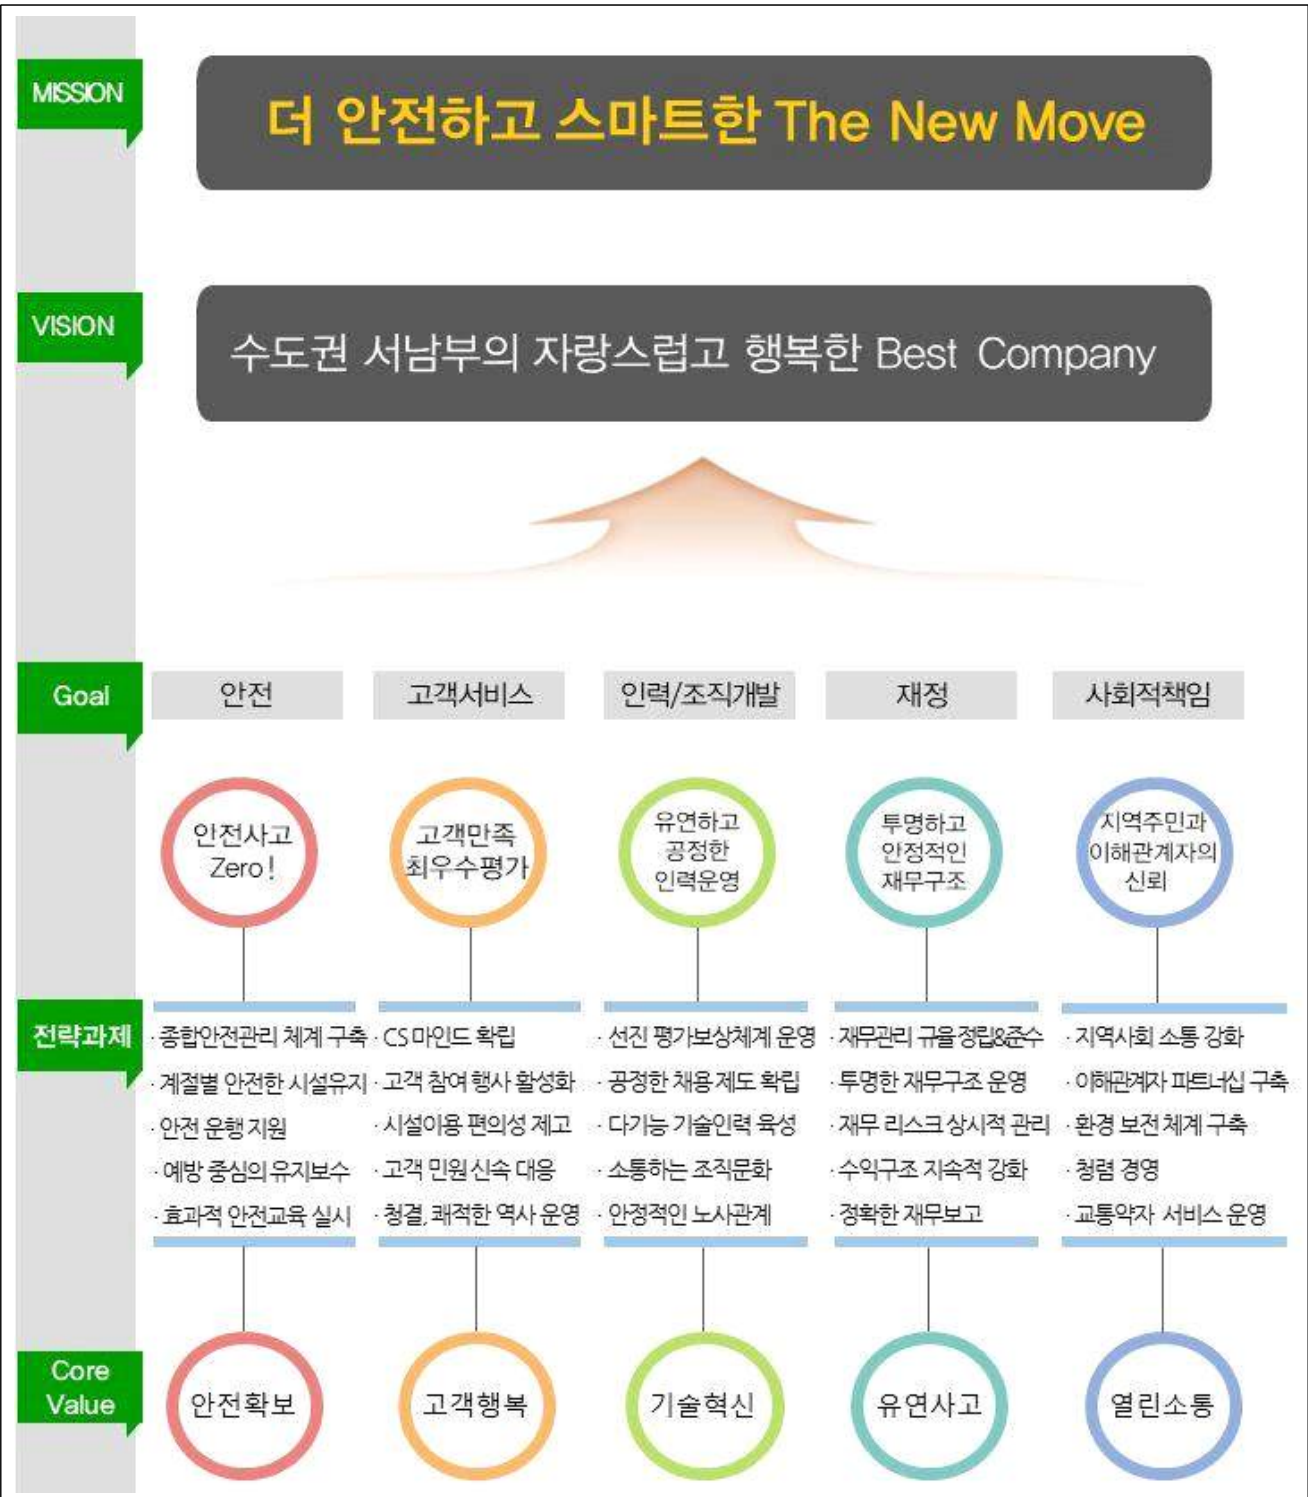 MISSION
더 안전하고 스마트한 The New Move
VISION
수도권 서남부의 자랑스럽고 행복한 Best Company
Goal
안전
고객서비스
인력/조직개발
재정
사회적책임
안전사고
Zero!
고객만족
최우수평가
유연하고
공정한
인력운영
투명하고
안정적인
재무구조
지역주민과
이해관계자의
신뢰
전략과제
· 종합안전관리 체계 구축
· 계절별 안전한 시설유지
· 안전 운행 지원
· 예방 중심의 유지보수
· 효과적 안전교육 실시
· CS 마인드 확립
· 고객 참여 행사 활성화
· 시설이용 편의성 제고
· 고객 민원 신속 대응
· 청결, 쾌적한 역사 운영
· 선진 평가보상체계 운영
· 공정한 채용 제도 확립
· 다기능 기술인력 육성
· 소통하는 조직문화
· 안정적인 노사관계
· 재무관리 규율 정립&준수
· 투명한 재무구조 운영
· 재무 리스크 상시적 관리
· 수익구조 지속적 강화
· 정확한 재무보고
· 지역사회 소통 강화
· 이해관계자 파트너십 구축
· 환경 보전 체계 구축
· 청렴 경영
· 교통약자 서비스 운영
Core
Value
안전확보
고객행복
기술혁신
유연사고
열린소통